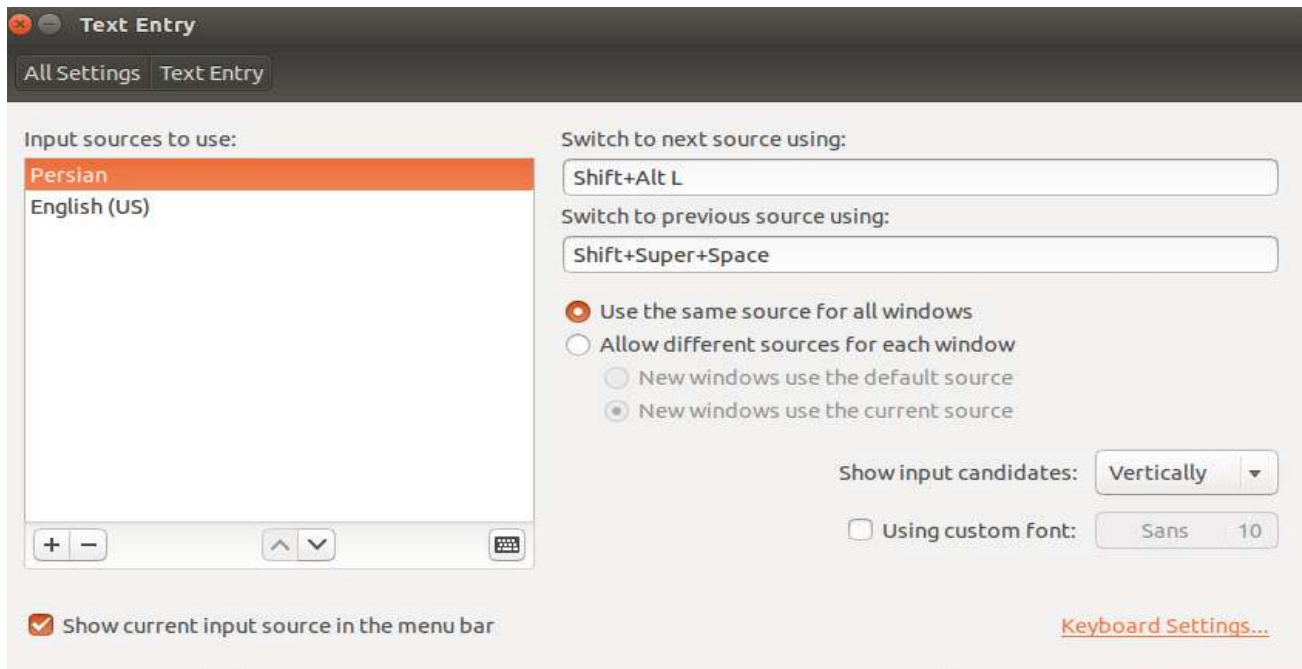 Text Entry
All Settings Text Entry
Input sources to use:
Persian
English (US)
Switch to next source using:
Shift+Alt L
Switch to previous source using:
Shift+Super+Space
Use the same source for all windows
Allow different sources for each window
New windows use the default source
New windows use the current source
Show input candidates: Vertically
Using custom font: Sans 10
Show current input source in the menu bar
Keyboard Settings...